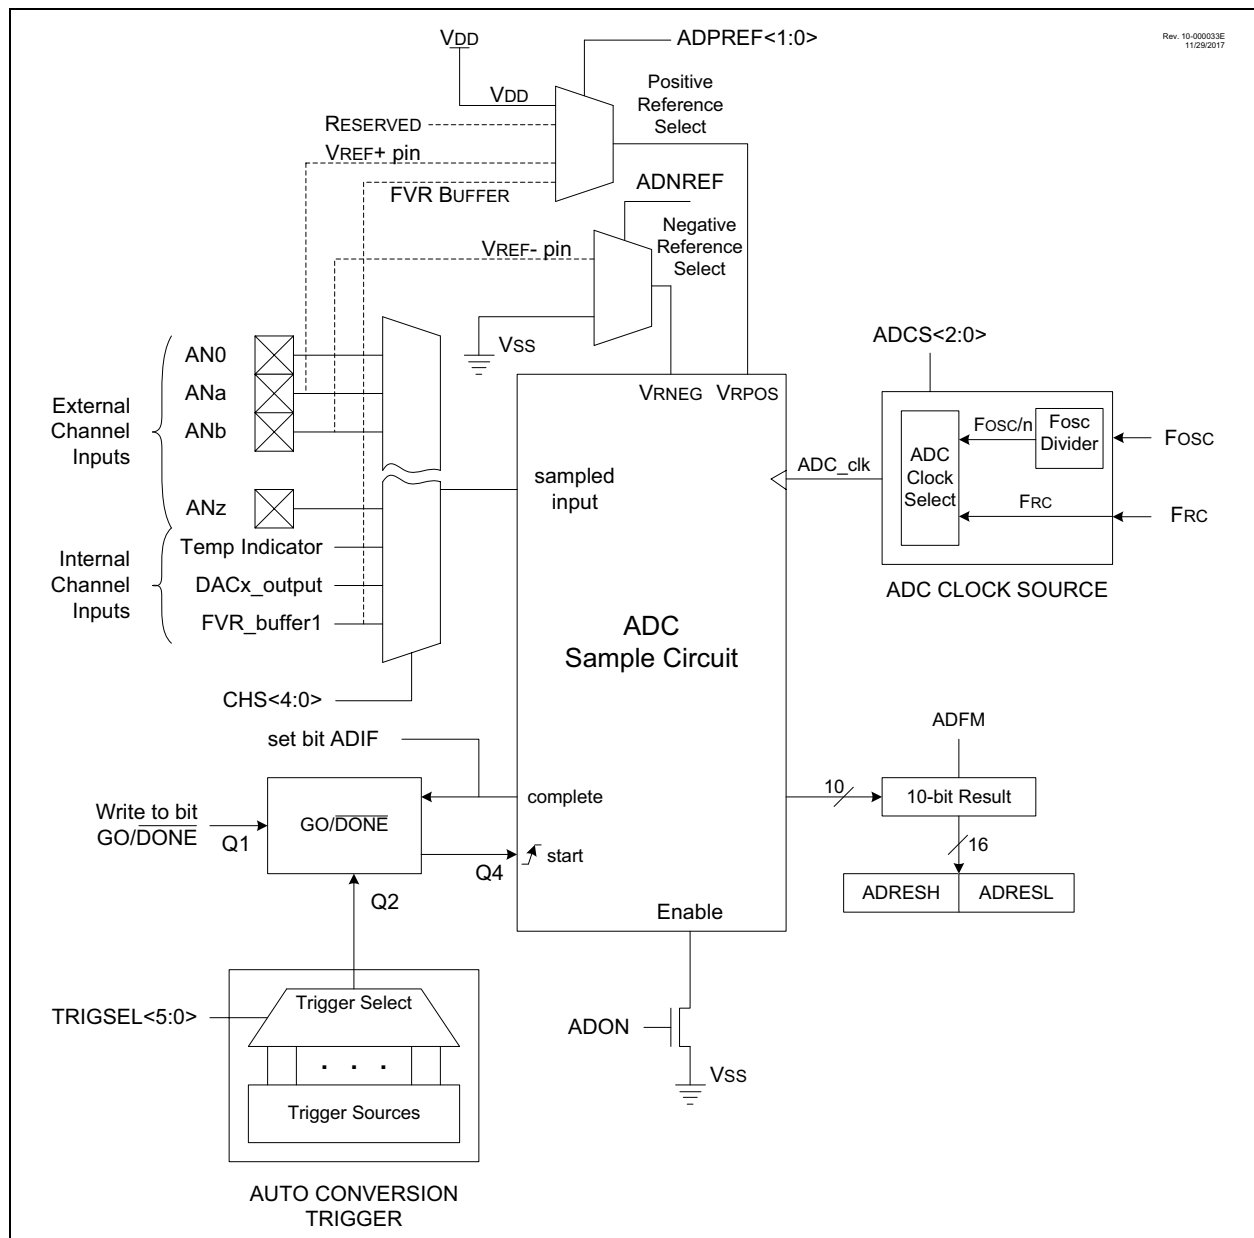 Rev. 10-000033E
11/29/2017
VDD
ADPREF<1:0>
VDD
Positive
Reference
Select
RESERVED
VREF+ pin
FVR BUFFER
ADNREF
Negative
Reference
Select
VREF- pin
VSS
External
Channel
Inputs
AN0
ANa
ANb
ANz
Internal
Channel
Inputs
Temp Indicator
DACx_output
FVR_buffer1
CHS<4:0>
VRNEG VRPOS
sampled
input
ADC
Sample Circuit
ADC_clk
ADCS<2:0>
ADC
Clock
Select
FOSC/n
Fosc
Divider
FOSC
FRC
FRC
ADC CLOCK SOURCE
set bit ADIF
complete
Write to bit
GO/DONE
Q1
GO/DONE
Q4
start
Q2
Enable
ADFM
10
10-bit Result
16
ADRESH ADRESL
TRIGSEL<5:0>
Trigger Select
. . .
Trigger Sources
AUTO CONVERSION
TRIGGER
ADON
VSS